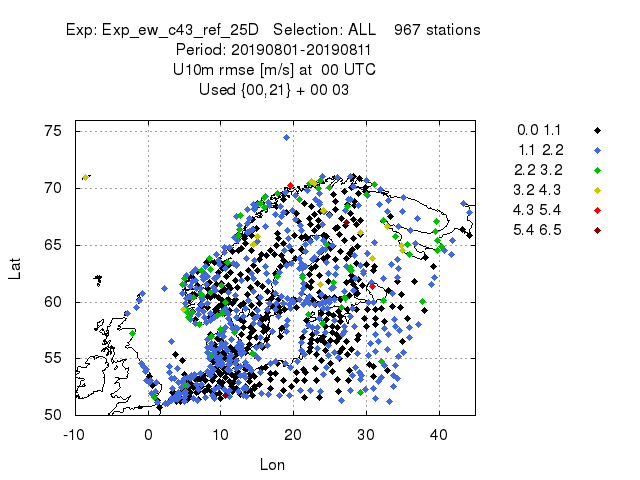 Exp: Exp_ew_c43_ref_25D Selection: ALL 967 stations
Period: 20190801-20190811
U10m rmse [m/s] at 00 UTC
Used {00,21} + 00 03
0.0 1.1
1.1 2.2
2.2 3.2
3.2 4.3
4.3 5.4
5.4 6.5
75
70
65
60
55
50
Lat
-10 0 10 20 30 40
Lon